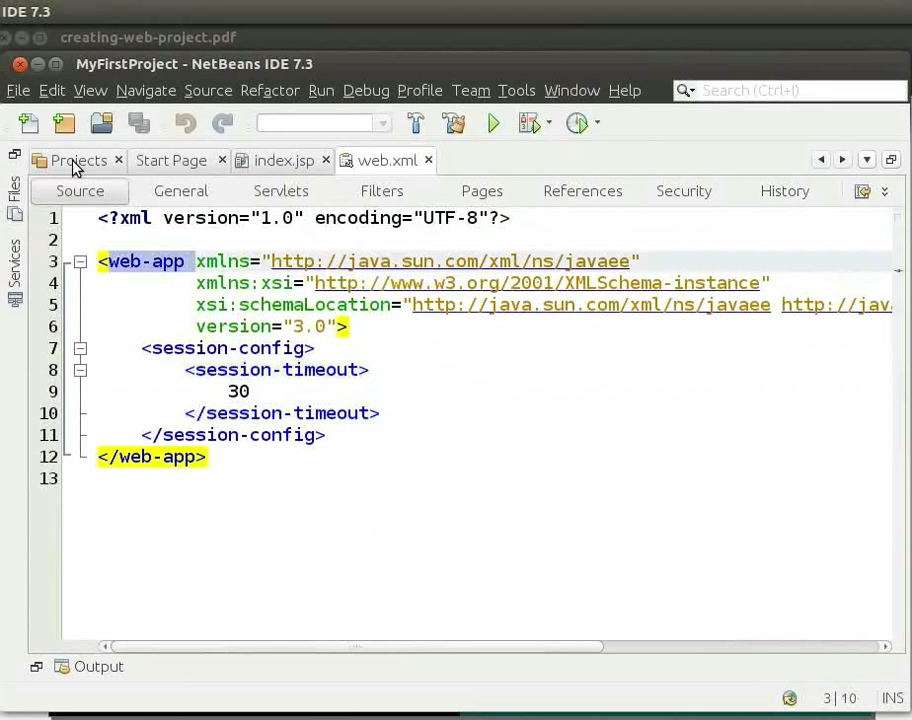 IDE 7.3
creating-web-project.pdf
MyFirstProject - NetBeans IDE 7.3
File Edit View Navigate Source Refactor Run Debug Profile Team Tools Window Help Search (Ctrl+I)
Projects Start Page index.jsp web.xml
Source General Servlets Filters Pages References Security History
Files
Services
1 <?xml version="1.0" encoding="UTF-8"?>
2
3 <web-app xmlns="http://java.sun.com/xml/ns/javaee"
4 xmlns:xsi="http://www.w3.org/2001/XMLSchema-instance"
5 xsi:schemaLocation="http://java.sun.com/xml/ns/javaee http://jav
6 version="3.0">
7 <session-config>
8 <session-timeout>
9 30
10 </session-timeout>
11 </session-config>
12 </web-app>
13
Output
3|10 INS